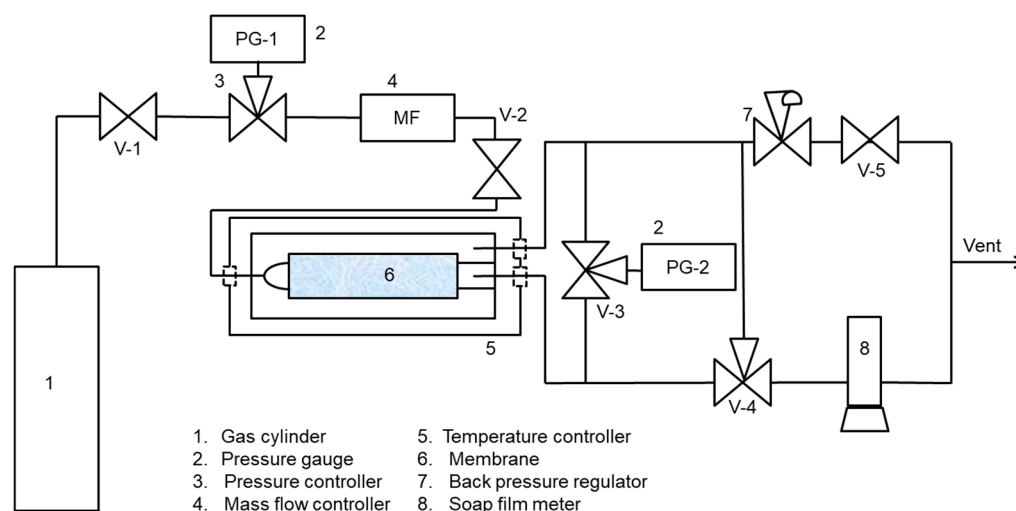 PG-1
2
3
4
MF
V-2
V-1
7
V-5
2
PG-2
V-3
Vent
6
5
1
8
V-4
1. Gas cylinder
2. Pressure gauge
3. Pressure controller
4. Mass flow controller
5. Temperature controller
6. Membrane
7. Back pressure regulator
8. Soap film meter